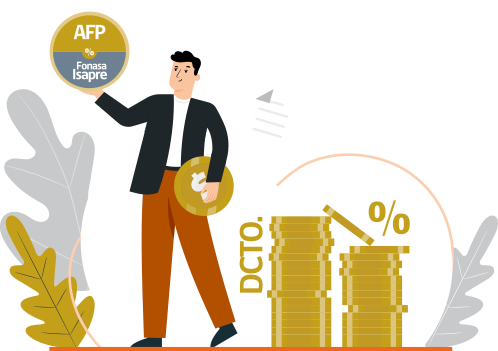 AFP
%
Fonasa
Isapre
$
DCTO.
%